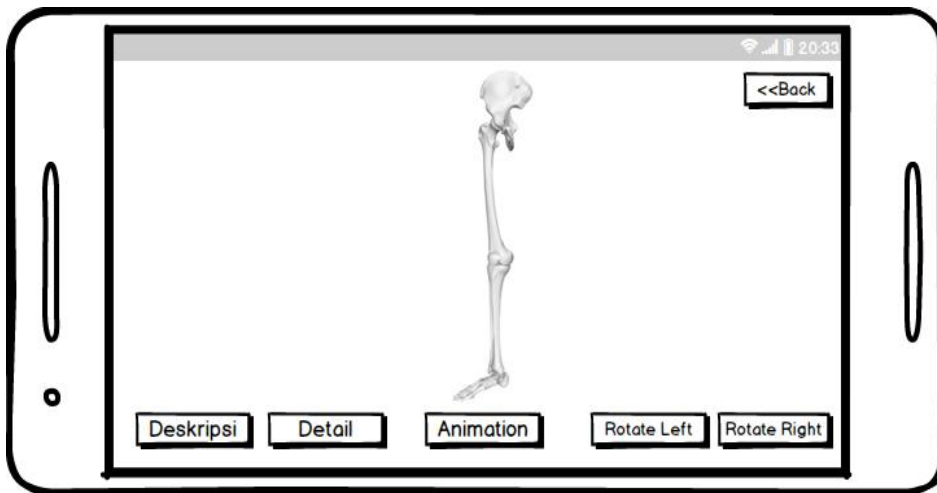 20:33
<<Back
Deskripsi
Detail
Animation
Rotate Left
Rotate Right